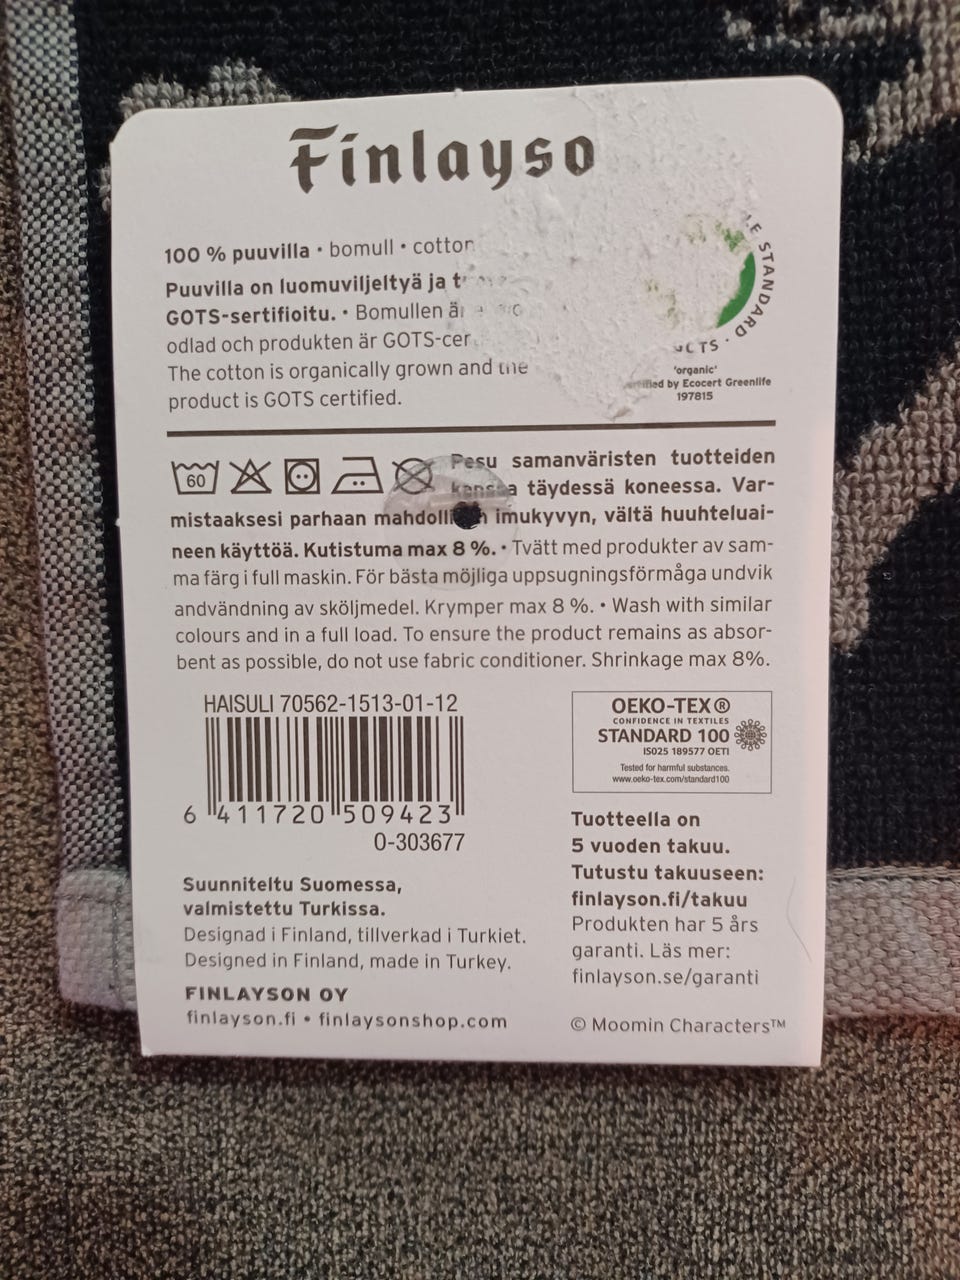 Finlayso
100 % puuvilla • bomull • cotton
Puuvilla on luomuviljeltyä ja
GOTS-sertifioitu. • Bomullen
odlad och produkten är GOTS-cer
The cotton is organically grown and the
product is GOTS certified.
LE STANDARD ·
'organic'
by Ecocert Greenlife
197815
60
Pesu samanväristen tuotteiden
kanssa täydessä koneessa. Var-
mistaaksesi parhaan imukyvyn, vältä huuhteluai-
neen käyttöä. Kutistuma max 8 %. • Tvätt med produkter av sam-
ma färg i full maskin. För bästa möjliga uppsugningsförmåga undvik
andvändning av sköljmedel. Krymper max 8 %. • Wash with similar
colours and in a full load. To ensure the product remains as absor-
bent as possible, do not use fabric conditioner. Shrinkage max 8%.
HAISULI 70562-1513-01-12
6 411720 509423
0-303677
OEKO-TEX®
CONFIDENCE IN TEXTILES
STANDARD 100
IS025 189577 OETI
Tested for harmful substances.
www.oeko-tex.com/standard100
Suunniteltu Suomessa,
valmistettu Turkissa.
Designad i Finland, tillverkad i Turkiet.
Designed in Finland, made in Turkey.
FINLAYSON OY
finlayson.fi • finlaysonshop.com
Tuotteella on
5 vuoden takuu.
Tutustu takuuseen:
finlayson.fi/takuu
Produkten har 5 års
garanti. Läs mer:
finlayson.se/garanti
© Moomin Characters™